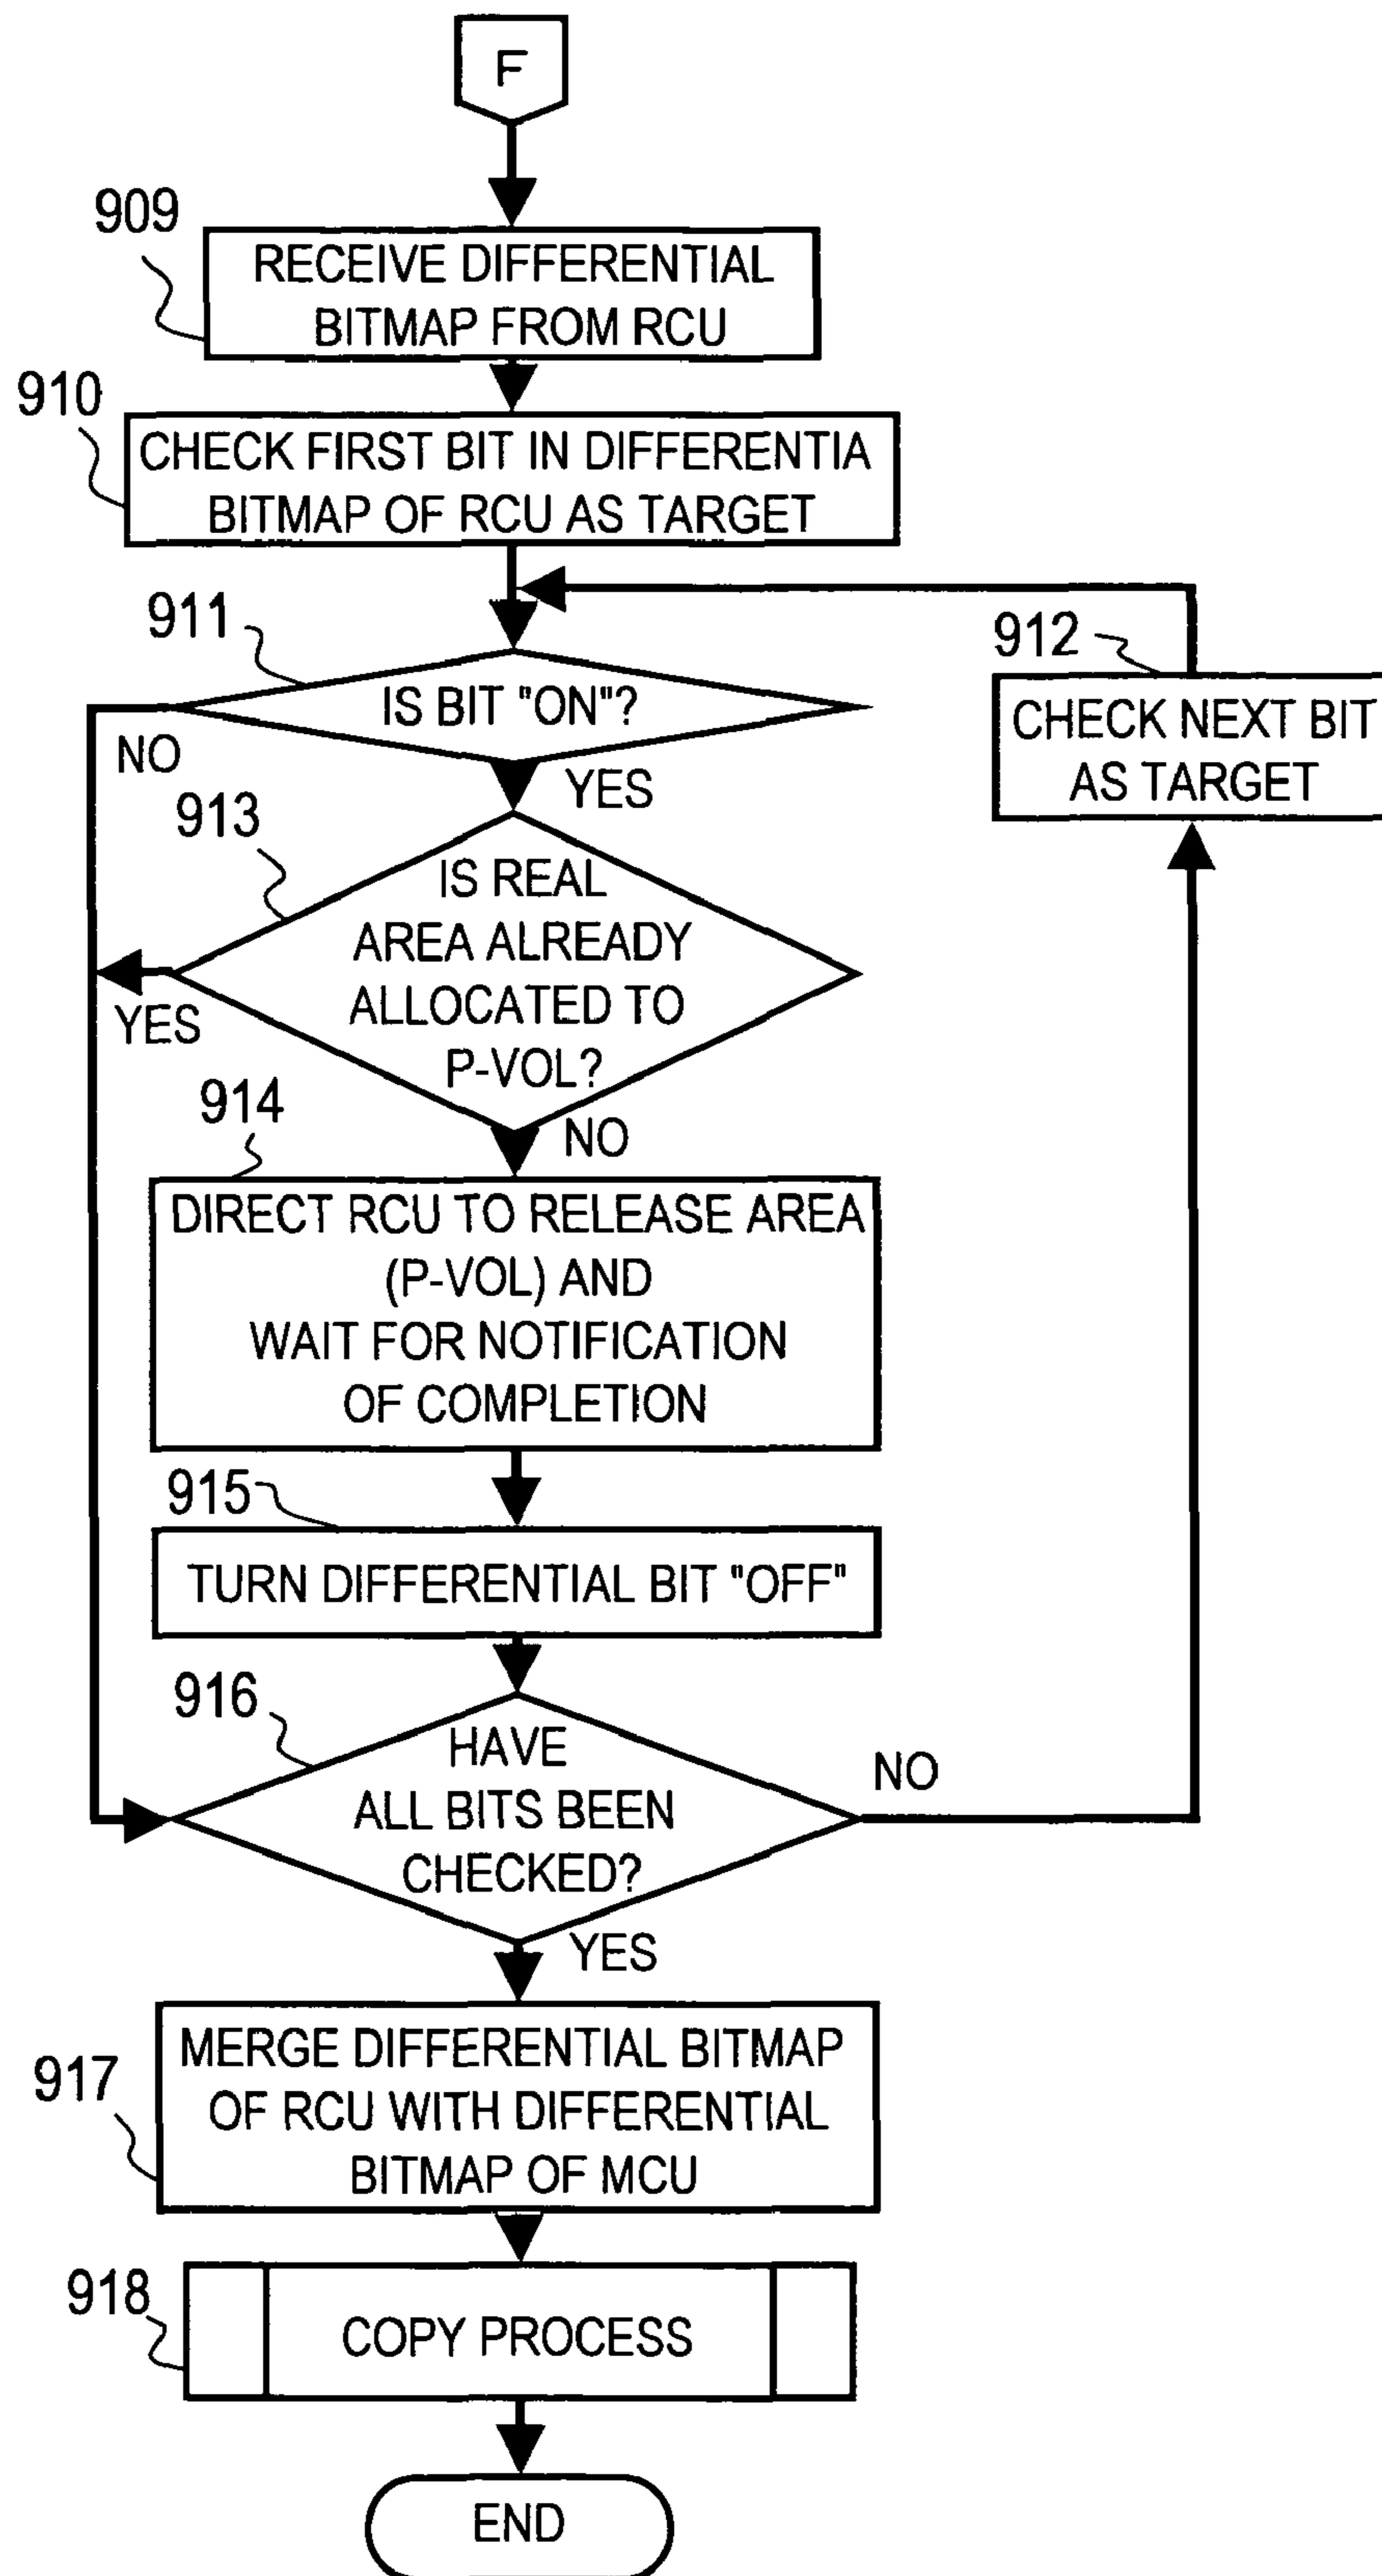 F
909
RECEIVE DIFFERENTIAL
BITMAP FROM RCU
910
CHECK FIRST BIT IN DIFFERENTIA
BITMAP OF RCU AS TARGET
911
IS BIT "ON"?
NO
YES
912
CHECK NEXT BIT
AS TARGET
913
IS REAL
AREA ALREADY
ALLOCATED TO
P-VOL?
YES
NO
914
DIRECT RCU TO RELEASE AREA
(P-VOL) AND
WAIT FOR NOTIFICATION
OF COMPLETION
915
TURN DIFFERENTIAL BIT "OFF"
916
HAVE
ALL BITS BEEN
CHECKED?
NO
YES
917
MERGE DIFFERENTIAL BITMAP
OF RCU WITH DIFFERENTIAL
BITMAP OF MCU
918
COPY PROCESS
END